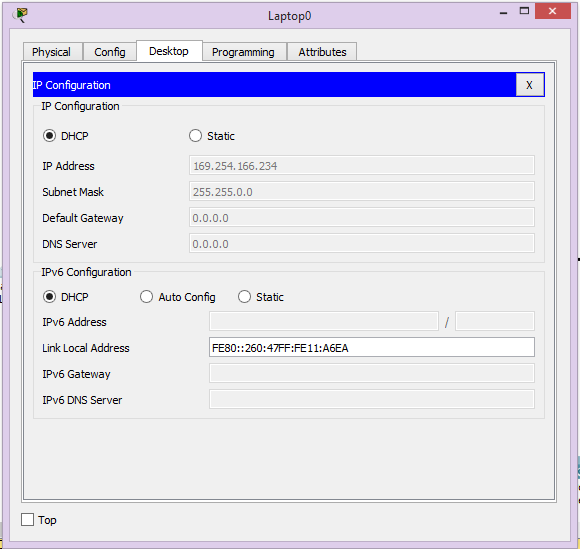 Laptop0
Physical Config Desktop Programming Attributes
IP Configuration X
IP Configuration
DHCP Static
IP Address 169.254.166.234
Subnet Mask 255.255.0.0
Default Gateway 0.0.0.0
DNS Server 0.0.0.0
IPv6 Configuration
DHCP Auto Config Static
IPv6 Address /
Link Local Address FE80::260:47FF:FE11:A6EA
IPv6 Gateway
IPv6 DNS Server
Top